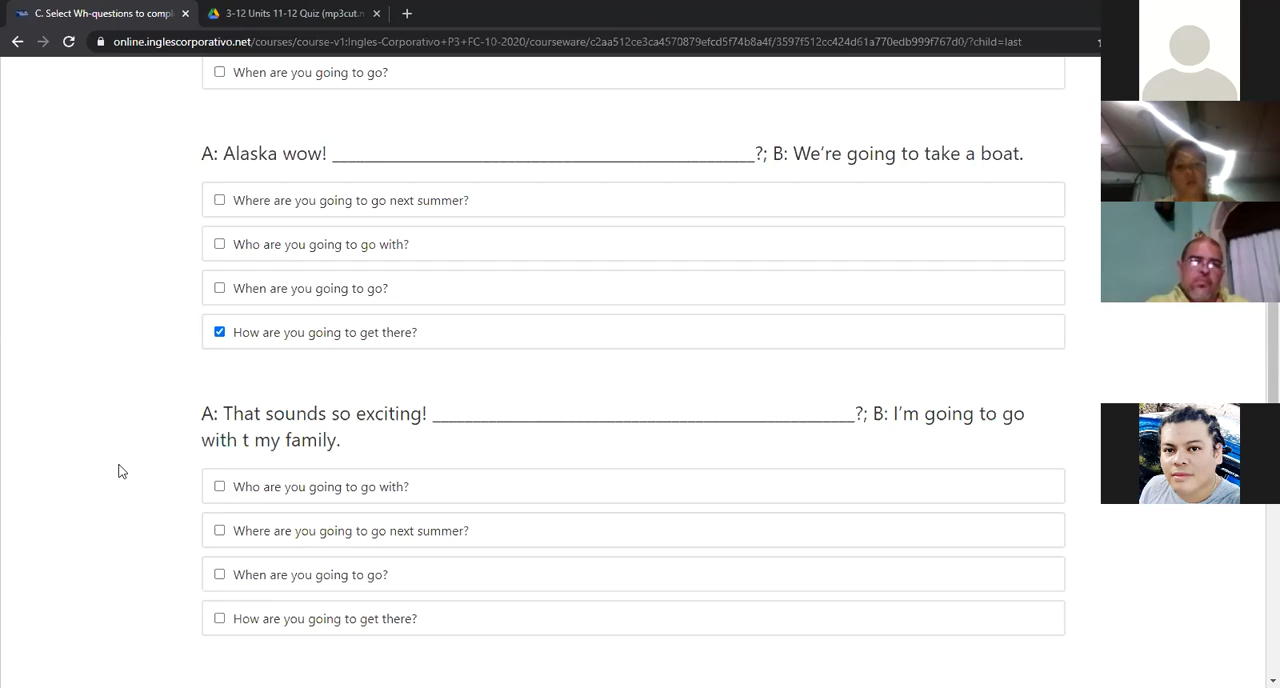 C. Select Wh-questions to compl
3-12 Units 11-12 Quiz (mp3cut.n
online.inglescorporativo.net/courses/course-v1:Ingles-Corporativo+P3+FC-10-2020/courseware/c2aa512ce3ca4570879efcd5f74b8a4f/3597f512cc424d61a770edb999f767d0/?child=last
When are you going to go?
A: Alaska wow! ______________________________________________?; B: We’re going to take a boat.
Where are you going to go next summer?
Who are you going to go with?
When are you going to go?
How are you going to get there?
A: That sounds so exciting! ______________________________________________?; B: I’m going to go
with t my family.
Who are you going to go with?
Where are you going to go next summer?
When are you going to go?
How are you going to get there?